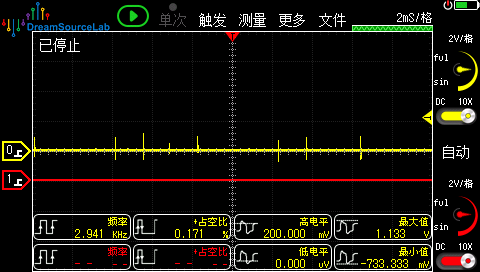 DreamSourceLab 单次 触发 测量 更多 文件 2mS/格
已停止
T
2V/格
ful
sin
DC 10X
0
自动
1
2V/格
ful
sin
DC 10X
频率 2.941 KHz
+占空比 0.171 %
高电平 200.000 mV
最大值 1.133 V
频率 -- --
+占空比 -- --
低电平 0.000 uV
最小值 -733.333 mV